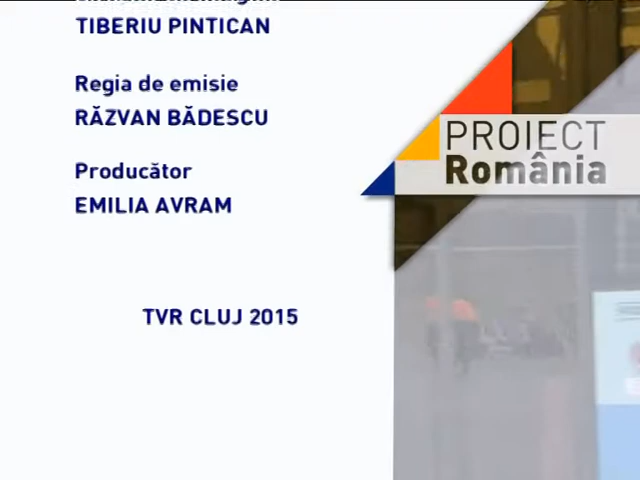 TIBERIU PINTICAN
Regia de emisie
RĂZVAN BĂDESCU
Producător
EMILIA AVRAM
TVR CLUJ 2015
PROIECT
România